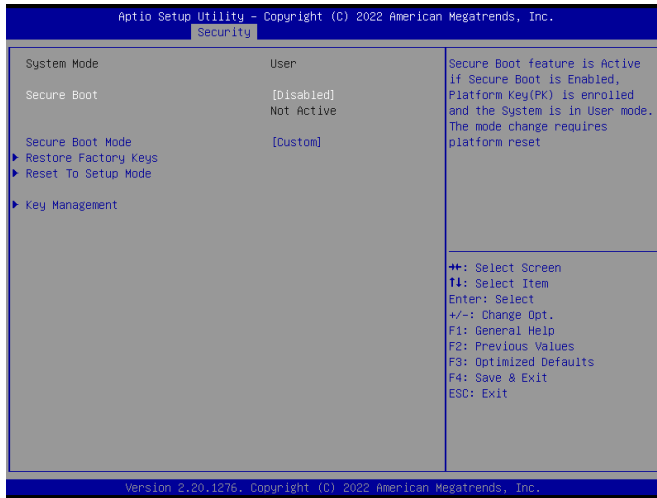 Aptio Setup Utility – Copyright (C) 2022 American Megatrends, Inc.
Security
System Mode User
Secure Boot [Disabled]
Not Active
Secure Boot Mode [Custom]
Restore Factory Keys
Reset To Setup Mode
Key Management
Secure Boot feature is Active
if Secure Boot is Enabled,
Platform Key(PK) is enrolled
and the System is in User mode.
The mode change requires
platform reset
→←: Select Screen
↑↓: Select Item
Enter: Select
+/-: Change Opt.
F1: General Help
F2: Previous Values
F3: Optimized Defaults
F4: Save & Exit
ESC: Exit
Version 2.20.1276. Copyright (C) 2022 American Megatrends, Inc.